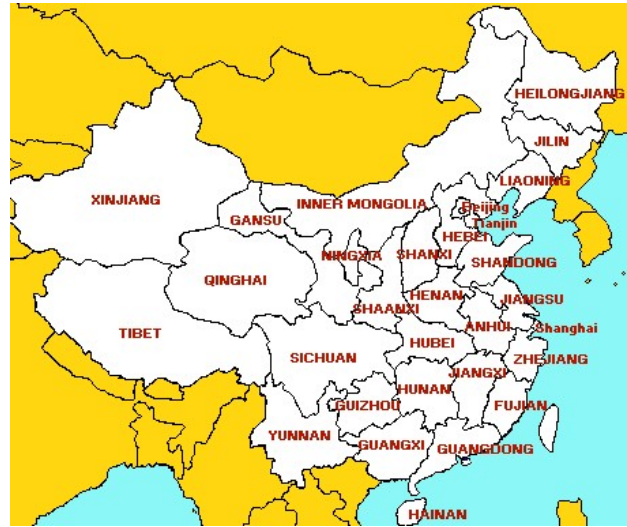 HEILONGJIANG
JILIN
LIAONING
XINJIANG
INNER MONGOLIA
Beijing
GANSU
Tianjin
HEBEI
NINGXIA
SHANXI
SHANDONG
QINGHAI
HENAN
JIANGSU
SHAANXI
TIBET
ANHUI
Shanghai
HUBEI
SICHUAN
ZHEJIANG
JIANGXI
HUNAN
GUIZHOU
FUJIAN
YUNNAN
GUANGXI
GUANGDONG
HAINAN